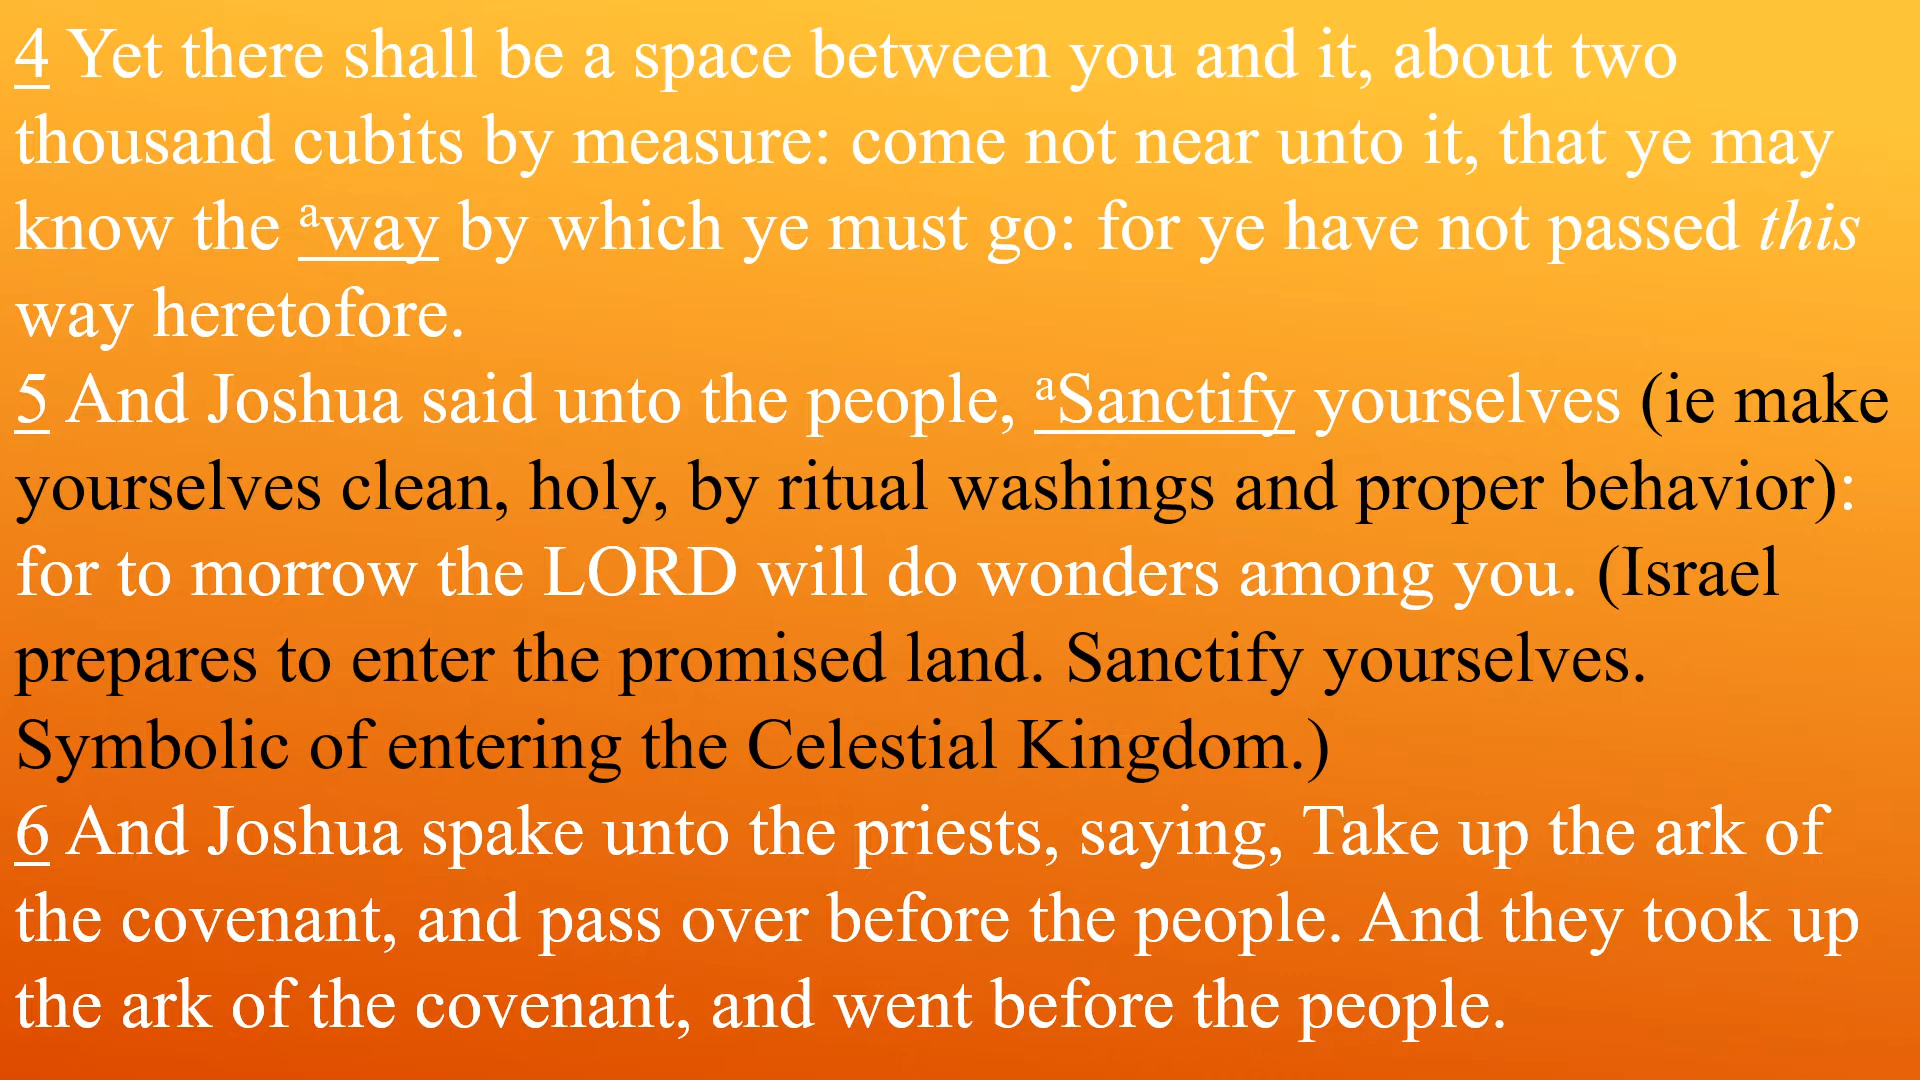 4 Yet there shall be a space between you and it, about two
thousand cubits by measure: come not near unto it, that ye may
know the ᵃway by which ye must go: for ye have not passed this
way heretofore.
5 And Joshua said unto the people, ᵃSanctify yourselves (ie make
yourselves clean, holy, by ritual washings and proper behavior):
for to morrow the LORD will do wonders among you. (Israel
prepares to enter the promised land. Sanctify yourselves.
Symbolic of entering the Celestial Kingdom.)
6 And Joshua spake unto the priests, saying, Take up the ark of
the covenant, and pass over before the people. And they took up
the ark of the covenant, and went before the people.